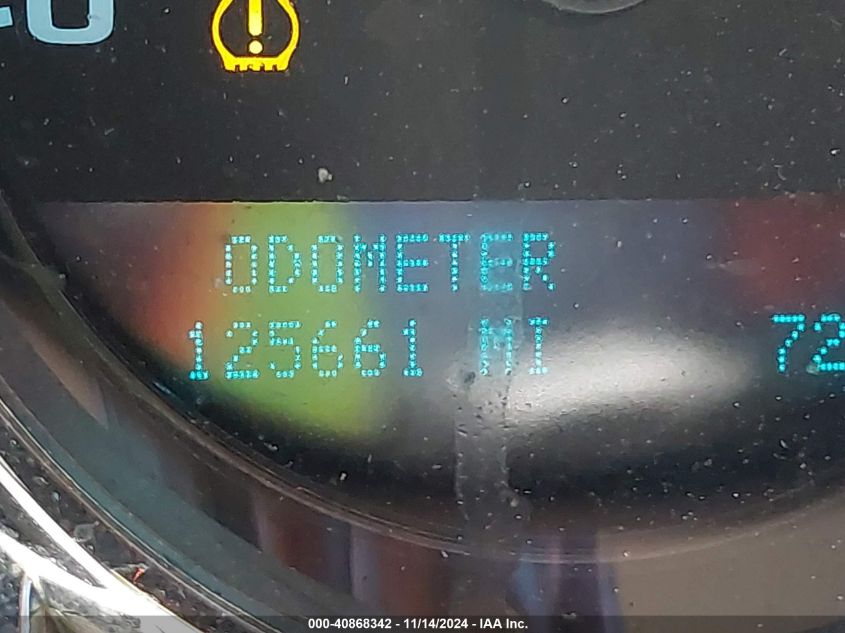 !
ODOMETER
125661 MI 72
000-40868342 - 11/14/2024 - IAA Inc.